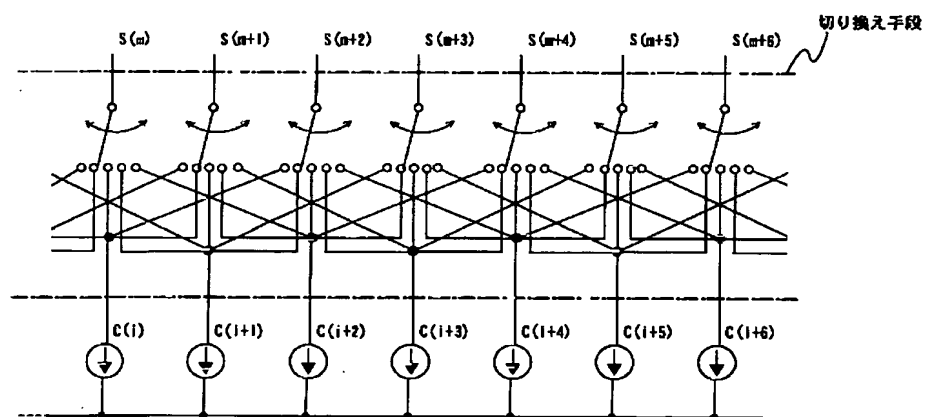 切り換え手段
S(m) S(m+1) S(m+2) S(m+3) S(m+4) S(m+5) S(m+6)
C(i) C(i+1) C(i+2) C(i+3) C(i+4) C(i+5) C(i+6)